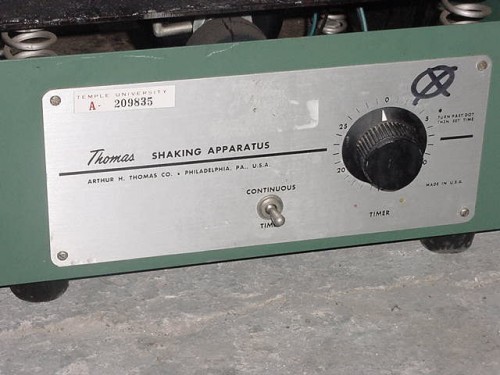 TEMPLE UNIVERSITY
A- 209835
Thomas SHAKING APPARATUS
ARTHUR H. THOMAS CO. • PHILADELPHIA, PA., U.S.A.
CONTINUOUS
TIMER
0
5
25
20
TURN PAST DOT
THEN SET TIME
MADE IN U.S.A.
TIMER